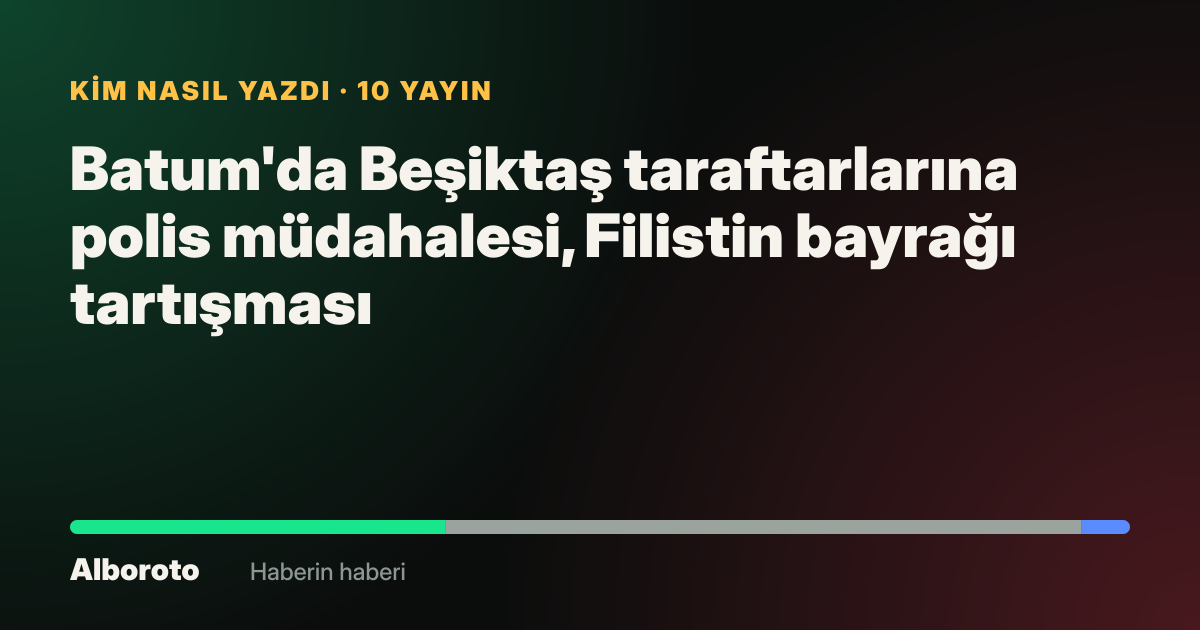 KİM NASIL YAZDI · 10 YAYIN
Batum'da Beşiktaş taraftarlarına
polis müdahalesi, Filistin bayrağı
tartışması
Alboroto
Haberin haberi